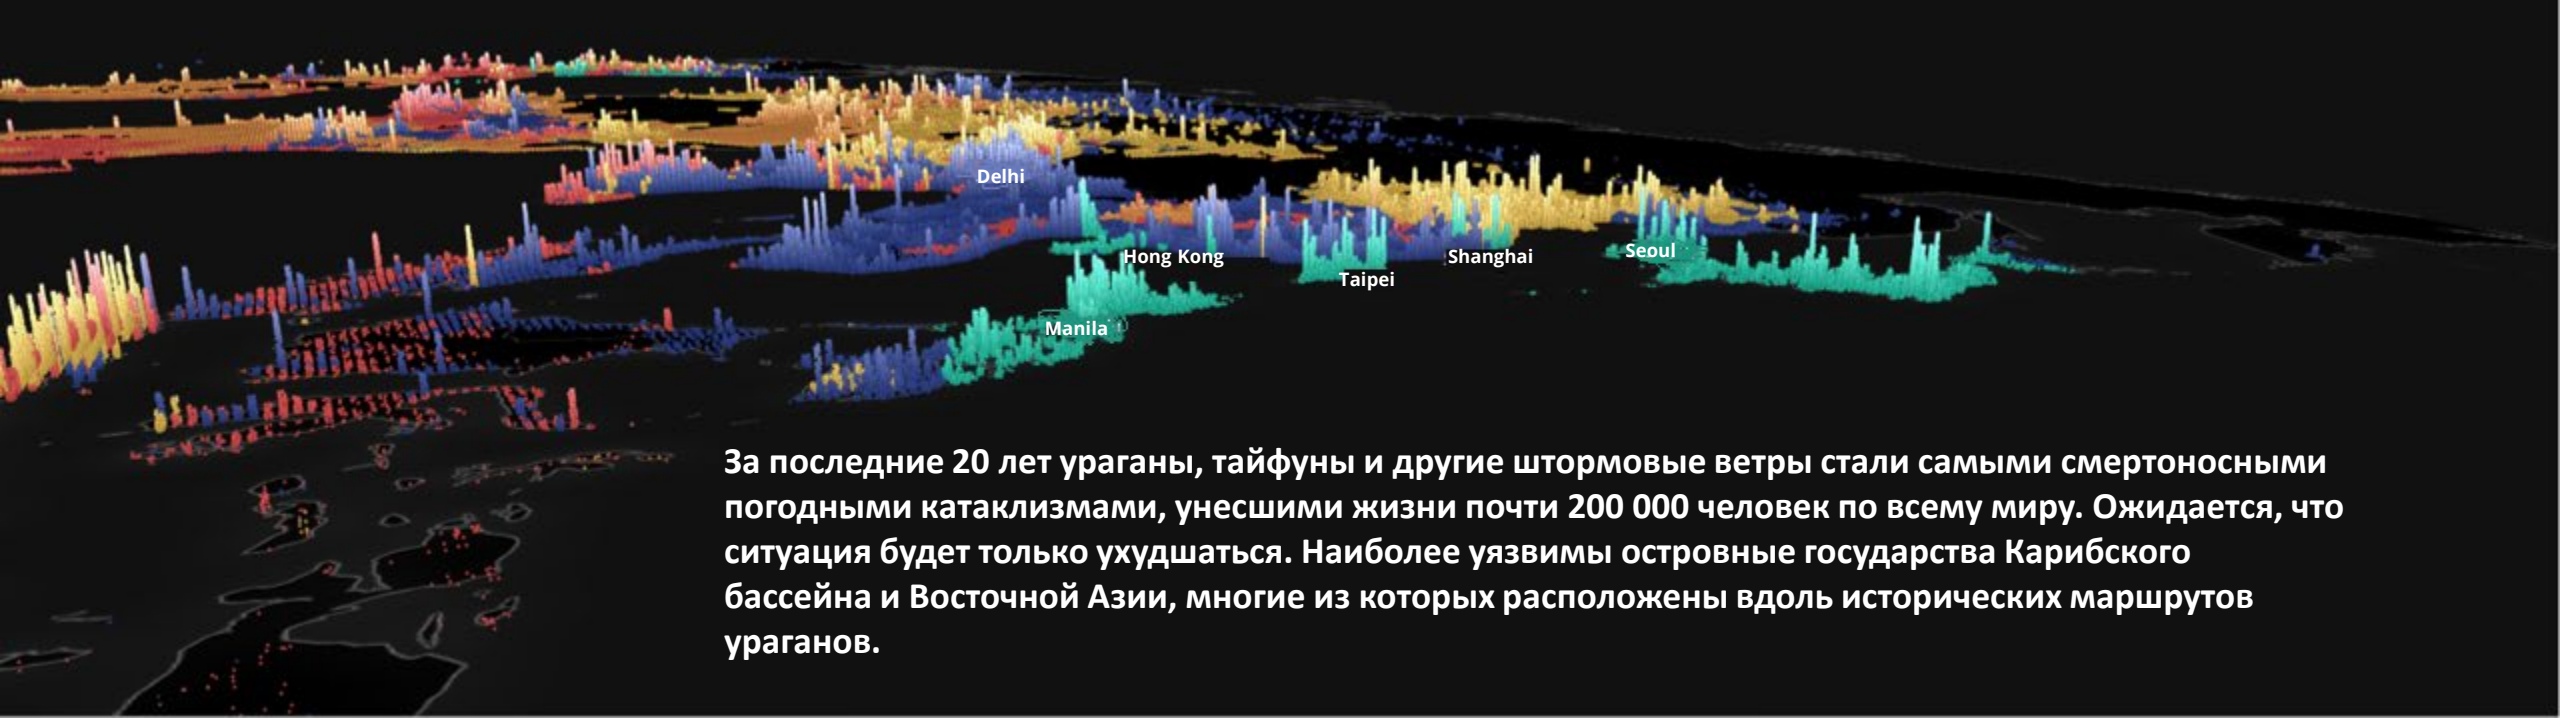 Delhi
Hong Kong
Shanghai
Seoul
Taipei
Manila
За последние 20 лет ураганы, тайфуны и другие штормовые ветры стали самыми смертоносными
погодными катаклизмами, унесшими жизни почти 200 000 человек по всему миру. Ожидается, что
ситуация будет только ухудшаться. Наиболее уязвимы островные государства Карибского
бассейна и Восточной Азии, многие из которых расположены вдоль исторических маршрутов
ураганов.